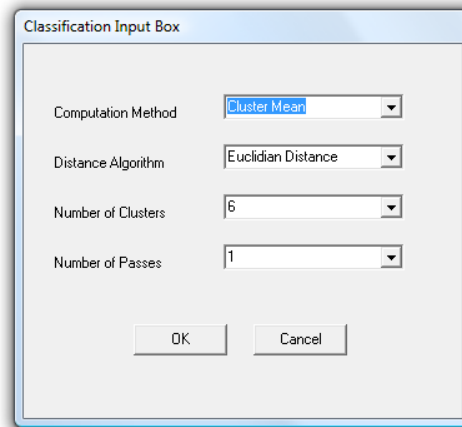 Classification Input Box
Computation Method Cluster Mean
Distance Algorithm Euclidian Distance
Number of Clusters 6
Number of Passes 1
OK Cancel